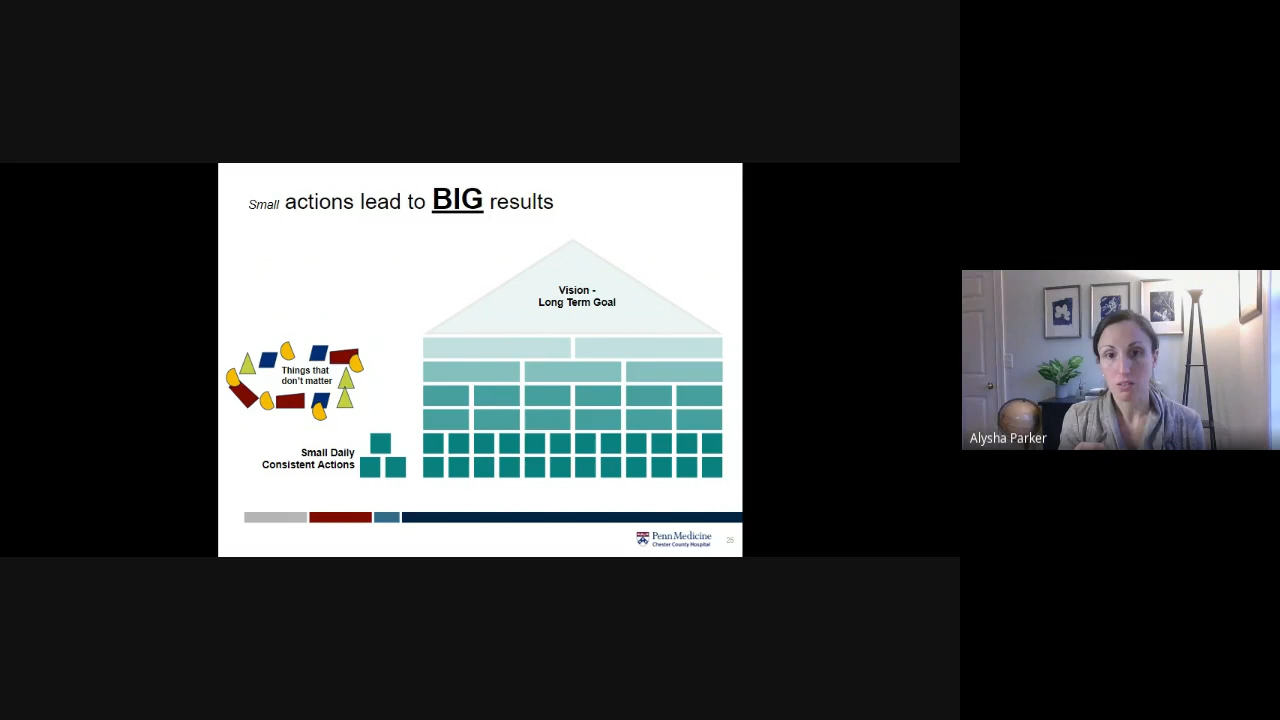 Small actions lead to BIG results
Vision -
Long Term Goal
Things that
don't matter
Small Daily
Consistent Actions
Penn Medicine
Chester County Hospital
25
Alysha Parker